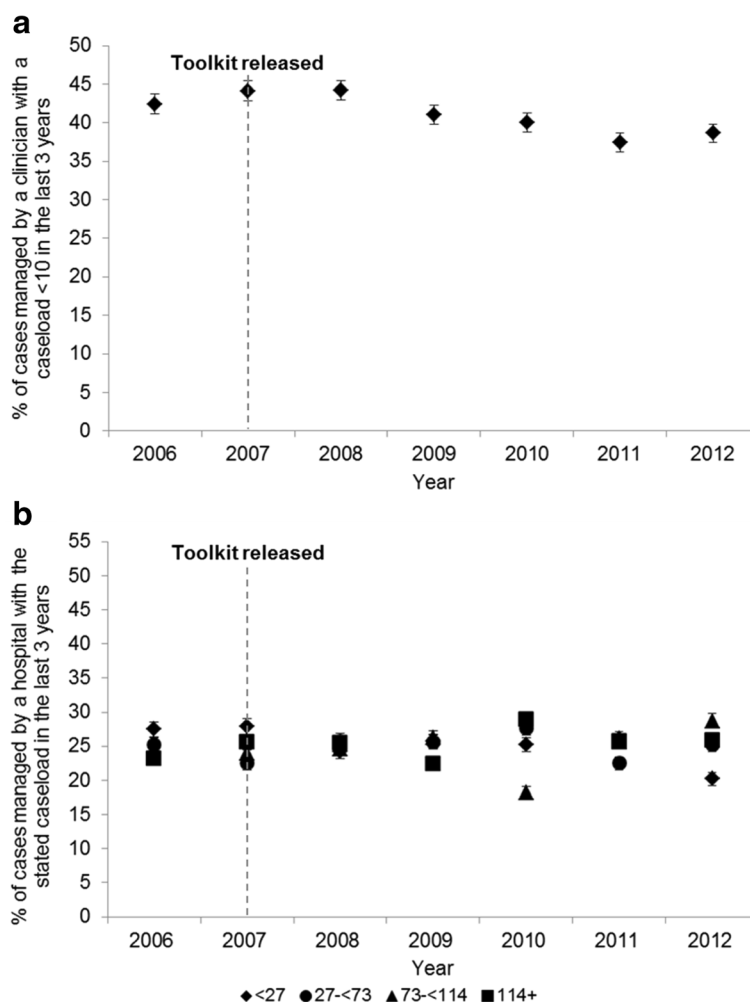 a
% of cases managed by a clinician with a
caseload <10 in the last 3 years
50
45
40
35
30
25
20
15
10
5
0
Toolkit released
2006 2007 2008 2009 2010 2011 2012
Year
b
% of cases managed by a hospital with the
stated caseload in the last 3 years
55
50
45
40
35
30
25
20
15
10
5
0
Toolkit released
2006 2007 2008 2009 2010 2011 2012
Year
<27 27-<73 73-<114 114+